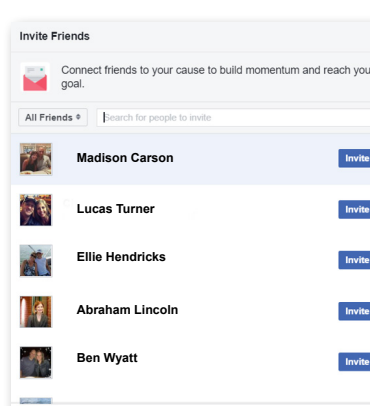 Invite Friends
Connect friends to your cause to build momentum and reach you
goal.
All Friends
Search for people to invite
Madison Carson
Invite
Lucas Turner
Invite
Ellie Hendricks
Invite
Abraham Lincoln
Invite
Ben Wyatt
Invite